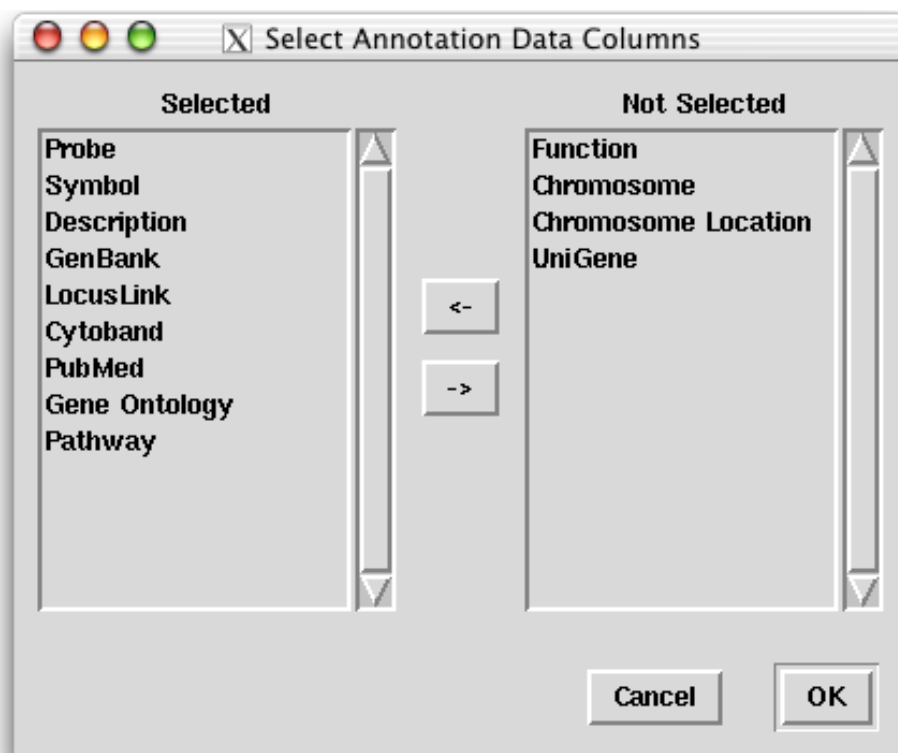 X Select Annotation Data Columns
Selected
Not Selected
Probe
Symbol
Description
GenBank
LocusLink
Cytoband
PubMed
Gene Ontology
Pathway
<-
->
Function
Chromosome
Chromosome Location
UniGene
Cancel
OK